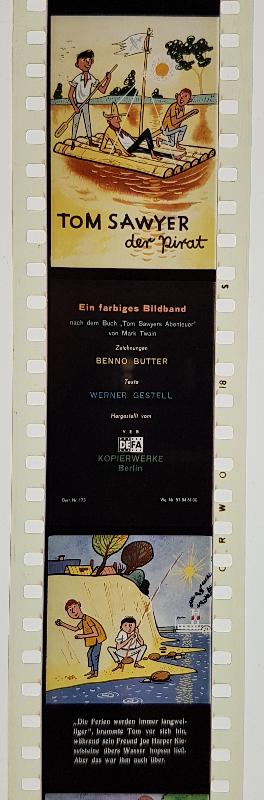 TOM SAWYER
der Pirat
Ein farbiges Bildband
nach dem Buch „Tom Sawyers Abenteuer"
von Mark Twain
Zeichnungen
BENNO BUTTER
Texte
WERNER GESTELL
Hergestellt vom
VEB
DEFA
KOPIERWERKE
Berlin
„Die Ferien werden immer langwei-
liger", brummte Tom vor sich hin,
während sein Freund Joe Harper Kie-
selsteine übers Wasser hopsen ließ.
Aber das war ihm auch über.
S
18
O R W O